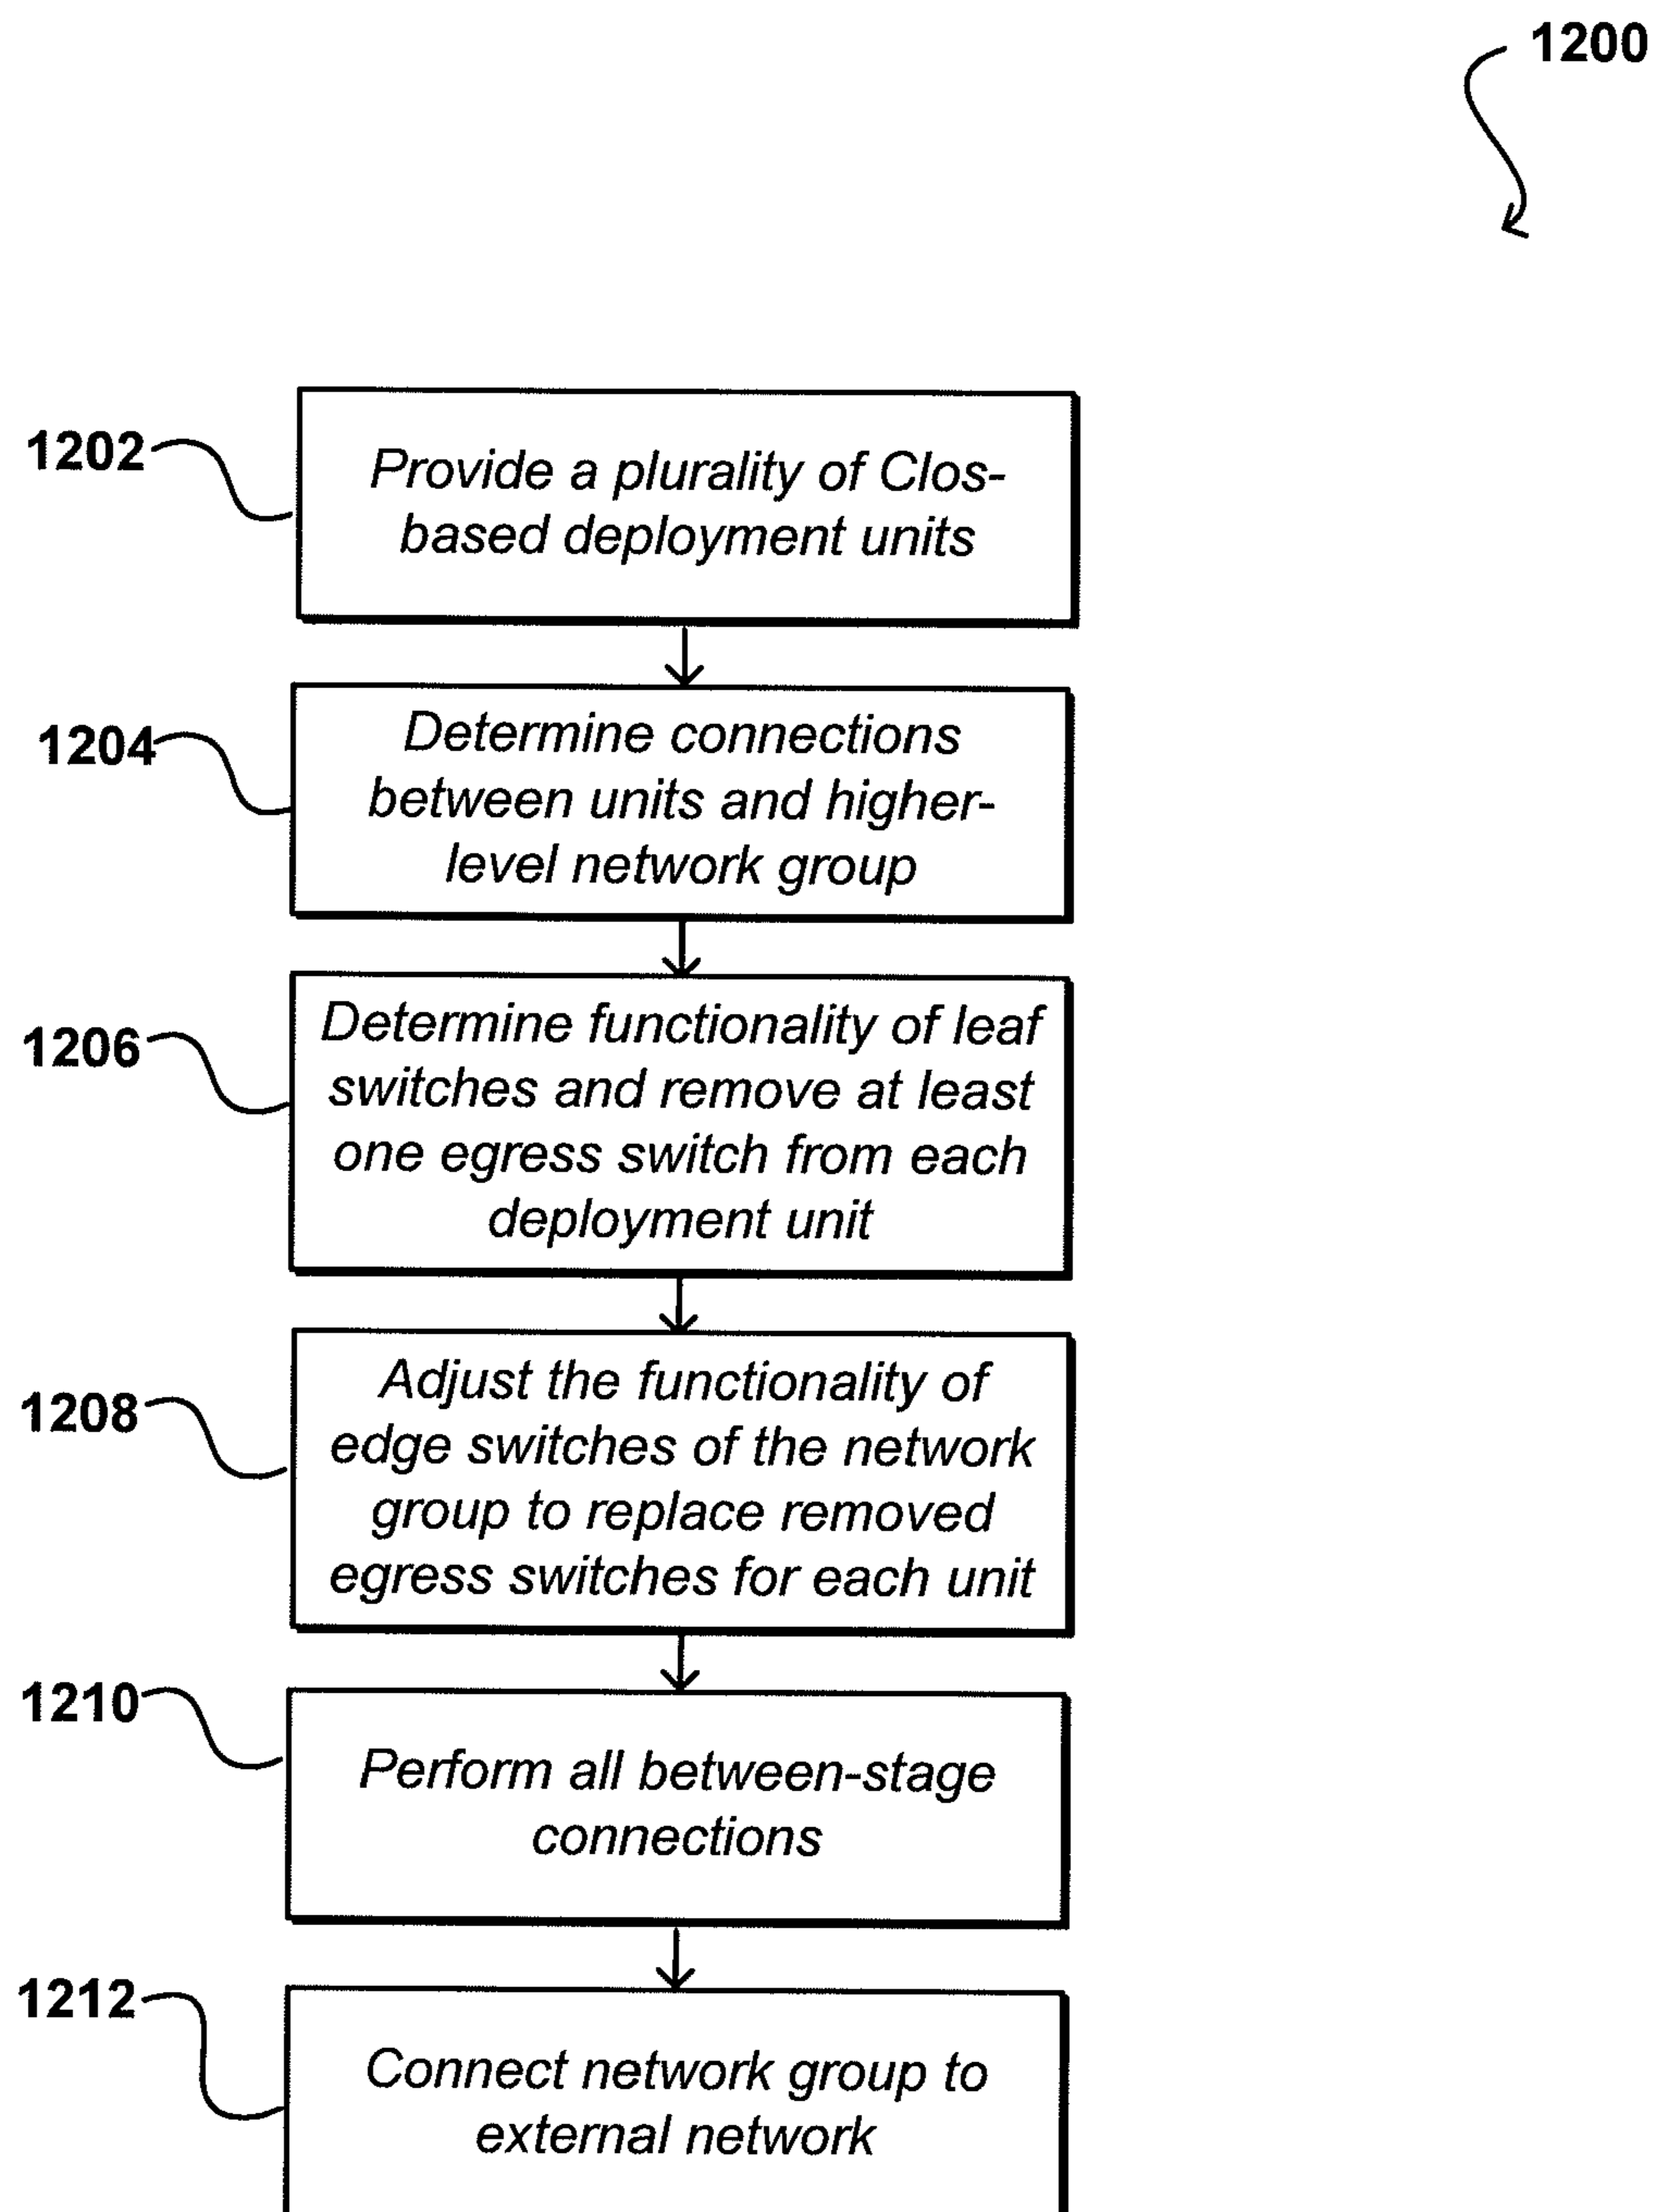 1200
1202
Provide a plurality of Clos-
based deployment units
1204
Determine connections
between units and higher-
level network group
1206
Determine functionality of leaf
switches and remove at least
one egress switch from each
deployment unit
1208
Adjust the functionality of
edge switches of the network
group to replace removed
egress switches for each unit
1210
Perform all between-stage
connections
1212
Connect network group to
external network